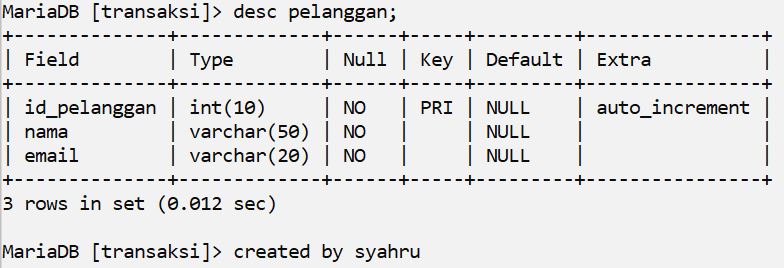 MariaDB [transaksi]> desc pelanggan;
+--------------+-------------+------+-----+---------+----------------+
| Field        | Type        | Null | Key | Default | Extra          |
+--------------+-------------+------+-----+---------+----------------+
| id_pelanggan | int(10)     | NO   | PRI | NULL    | auto_increment |
| nama         | varchar(50) | NO   |     | NULL    |                |
| email        | varchar(20) | NO   |     | NULL    |                |
+--------------+-------------+------+-----+---------+----------------+
3 rows in set (0.012 sec)
MariaDB [transaksi]> created by syahru